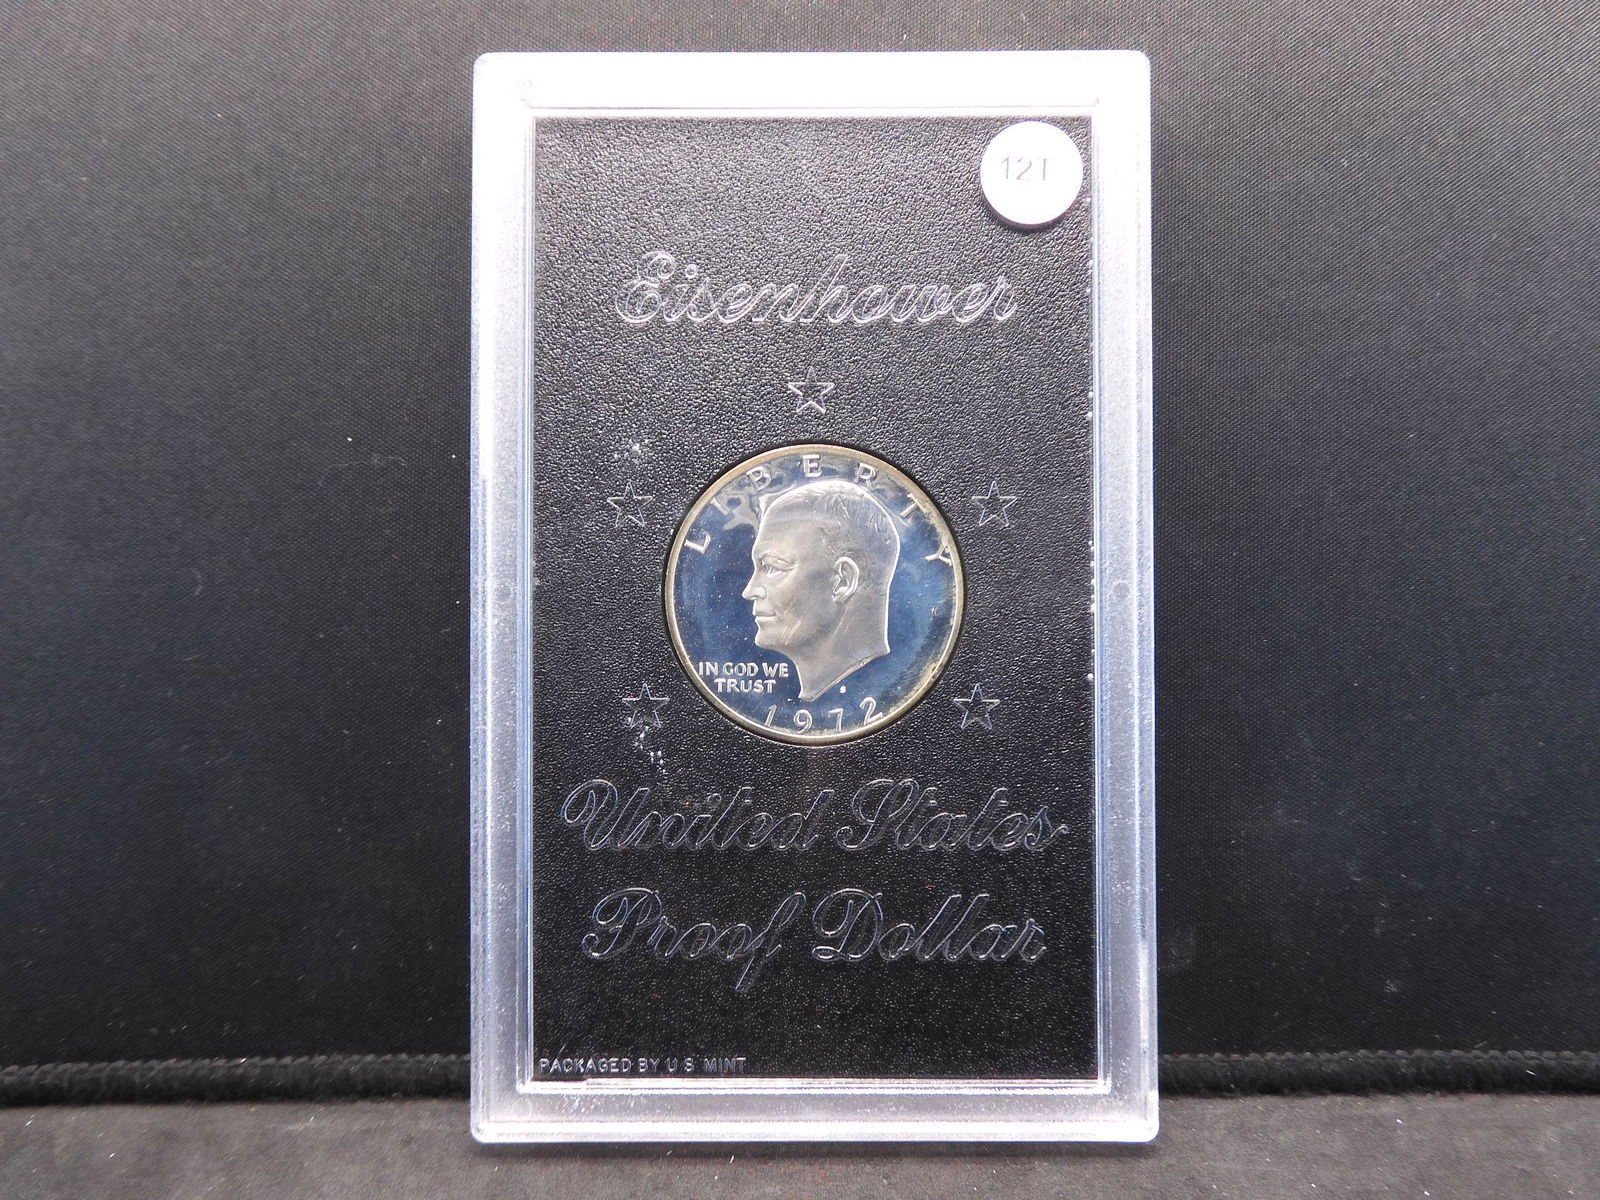 12T
Eisenhower
LIBERTY
IN GOD WE
TRUST
1972
United States
Proof Dollar
PACKAGED BY U S MINT